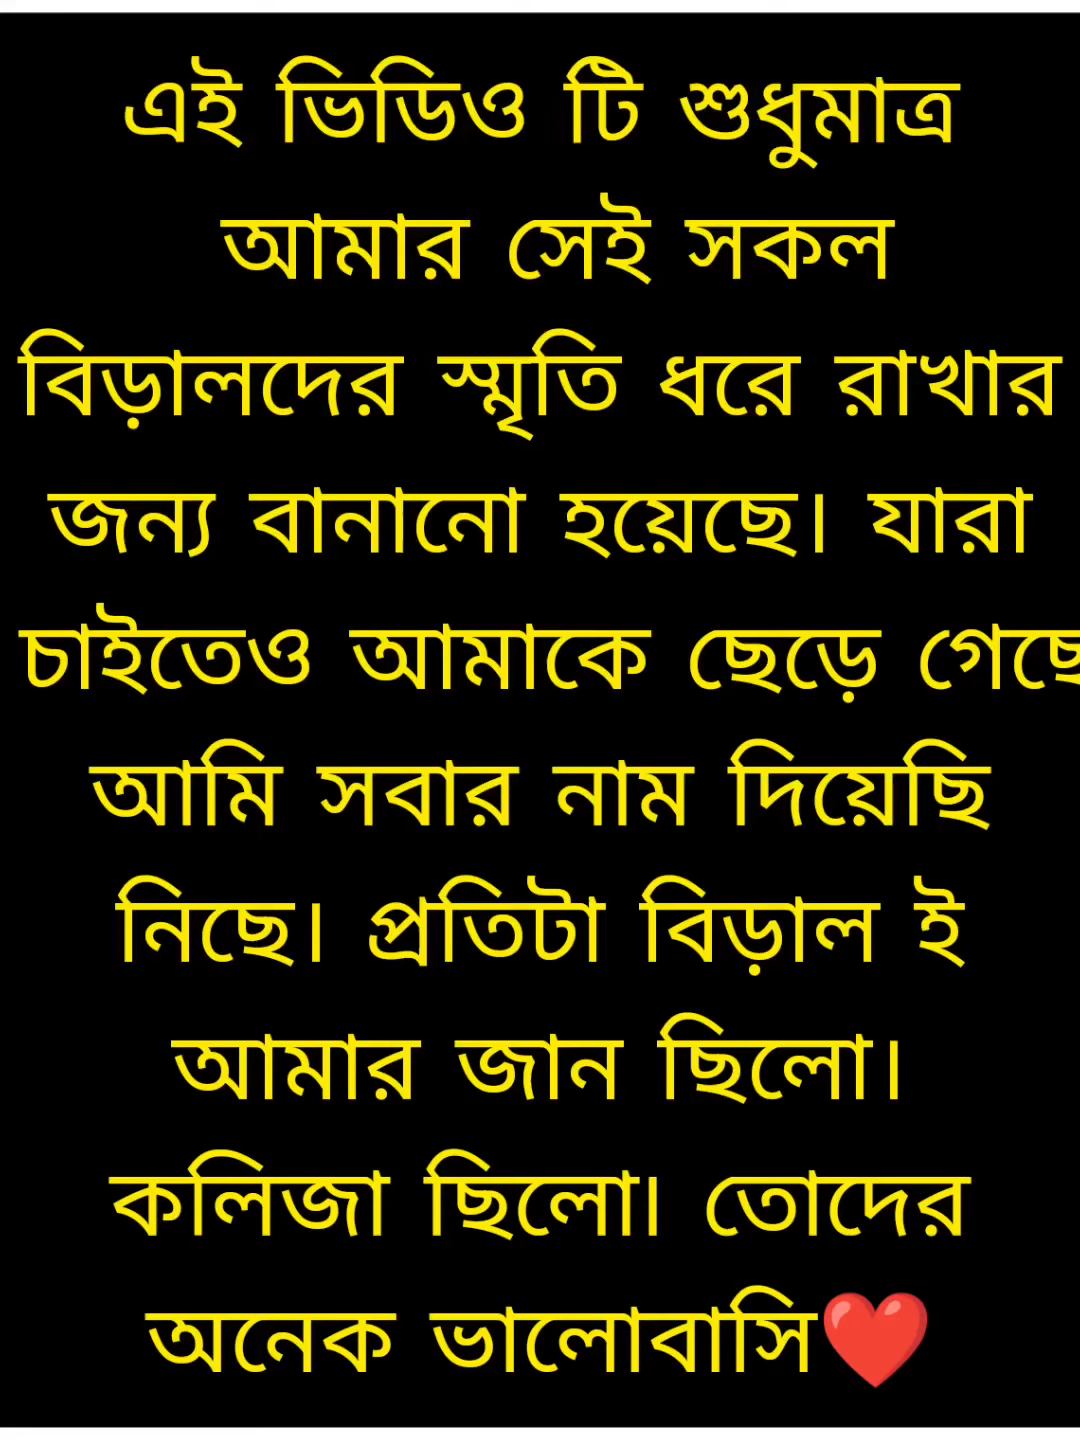 এই ভিডিও টি শুধুমাত্র
আমার সেই সকল
বিড়ালদের স্মৃতি ধরে রাখার
জন্য বানানো হয়েছে। যারা
চাইতেও আমাকে ছেড়ে গেছে
আমি সবার নাম দিয়েছি
নিছে। প্রতিটা বিড়াল ই
আমার জান ছিলো।
কলিজা ছিলো। তোদের
অনেক ভালোবাসি❤️